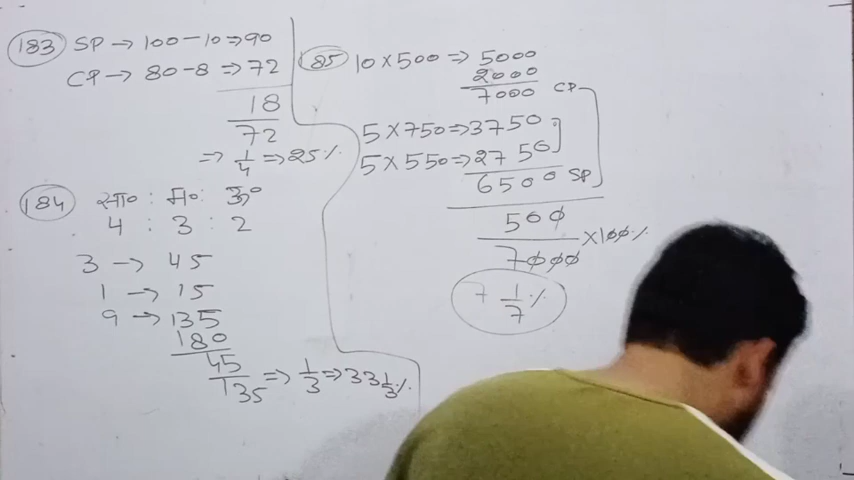 183 SP → 100-10 ⇒ 90
CP → 80-8 ⇒ 72
18
72
⇒ 1/4 ⇒ 25 %
184 सा० : मो० : अं०
4 : 3 : 2
3 → 45
1 → 15
9 → 135
180
45
135 ⇒ 1/3 ⇒ 33 1/3 %
185 10×500 ⇒ 5000
2000
7000 CP
5×750 ⇒ 3750
5×550 ⇒ 2750
6500 SP
500
7000 ×100%
7 1/7 %